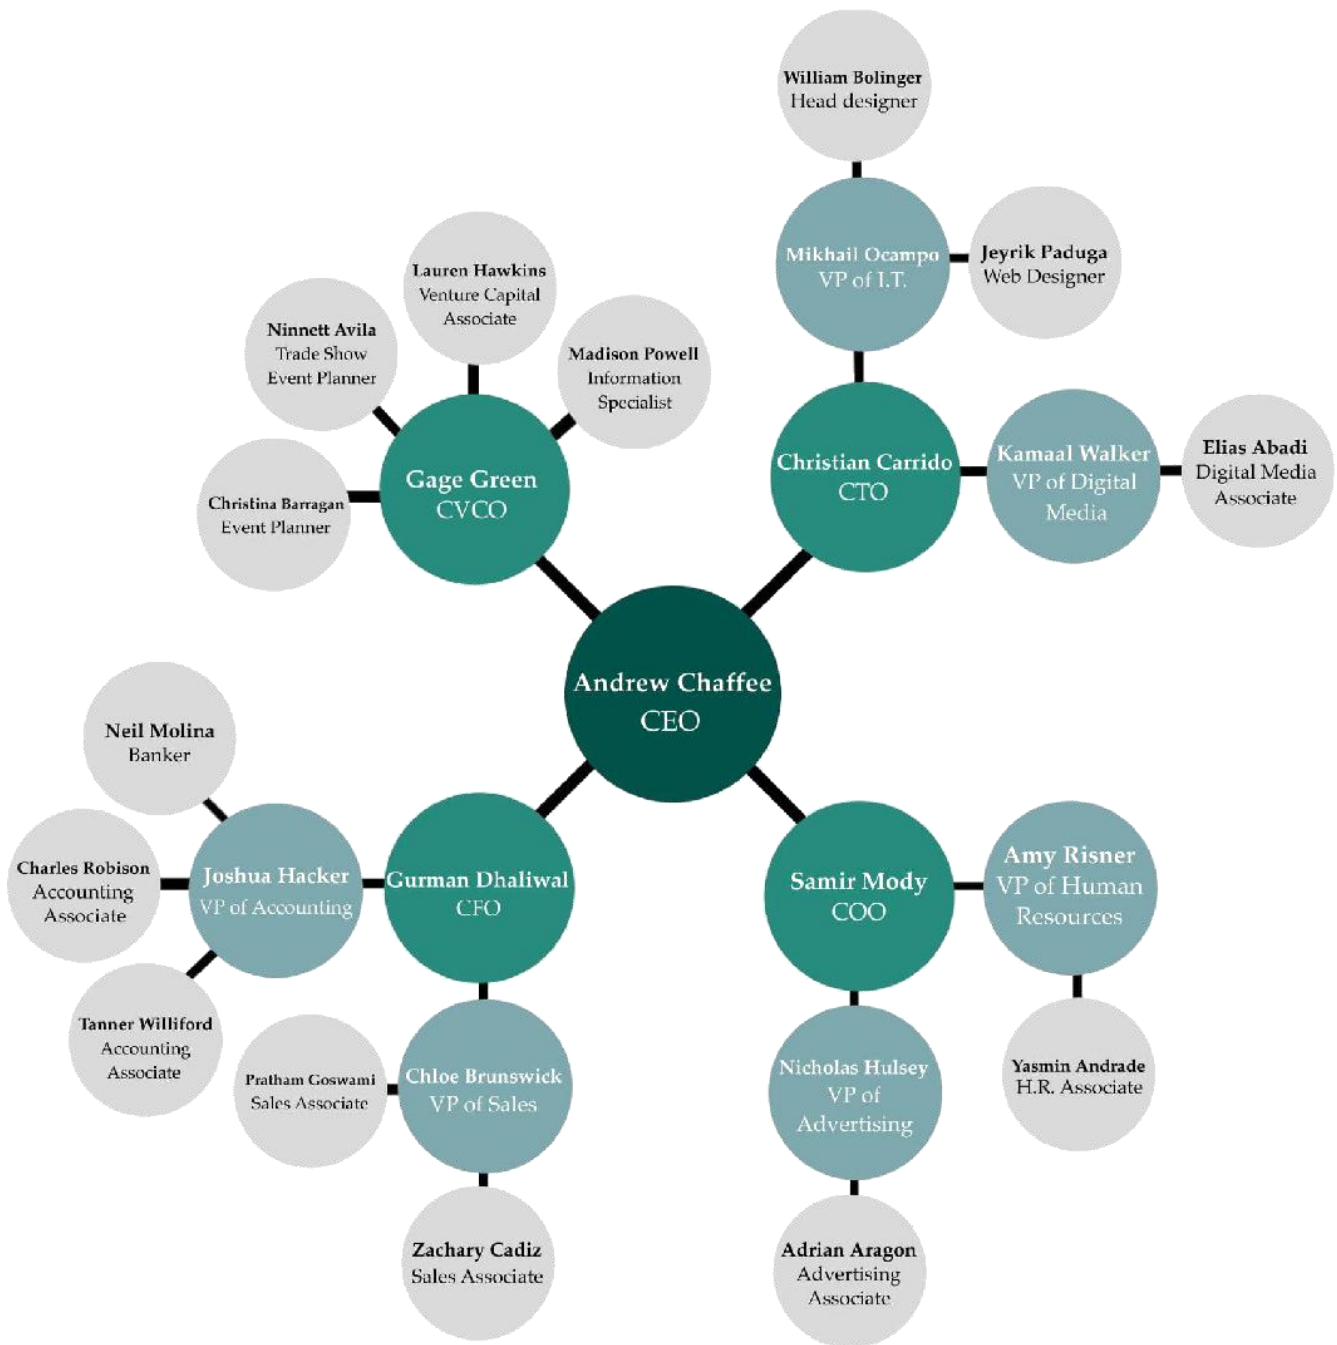 William Bolinger
Head designer
Mikhail Ocampo
VP of I.T.
Jeyrik Paduga
Web Designer
Lauren Hawkins
Venture Capital
Associate
Ninnett Avila
Trade Show
Event Planner
Madison Powell
Information
Specialist
Christina Barragan
Event Planner
Gage Green
CVCO
Christian Carrido
CTO
Kamaal Walker
VP of Digital
Media
Elias Abadi
Digital Media
Associate
Andrew Chaffee
CEO
Neil Molina
Banker
Charles Robison
Accounting
Associate
Joshua Hacker
VP of Accounting
Gurman Dhaliwal
CFO
Samir Mody
COO
Amy Risner
VP of Human
Resources
Tanner Williford
Accounting
Associate
Pratham Goswami
Sales Associate
Chloe Brunswick
VP of Sales
Nicholas Hulsey
VP of
Advertising
Yasmin Andrade
H.R. Associate
Zachary Cadiz
Sales Associate
Adrian Aragon
Advertising
Associate